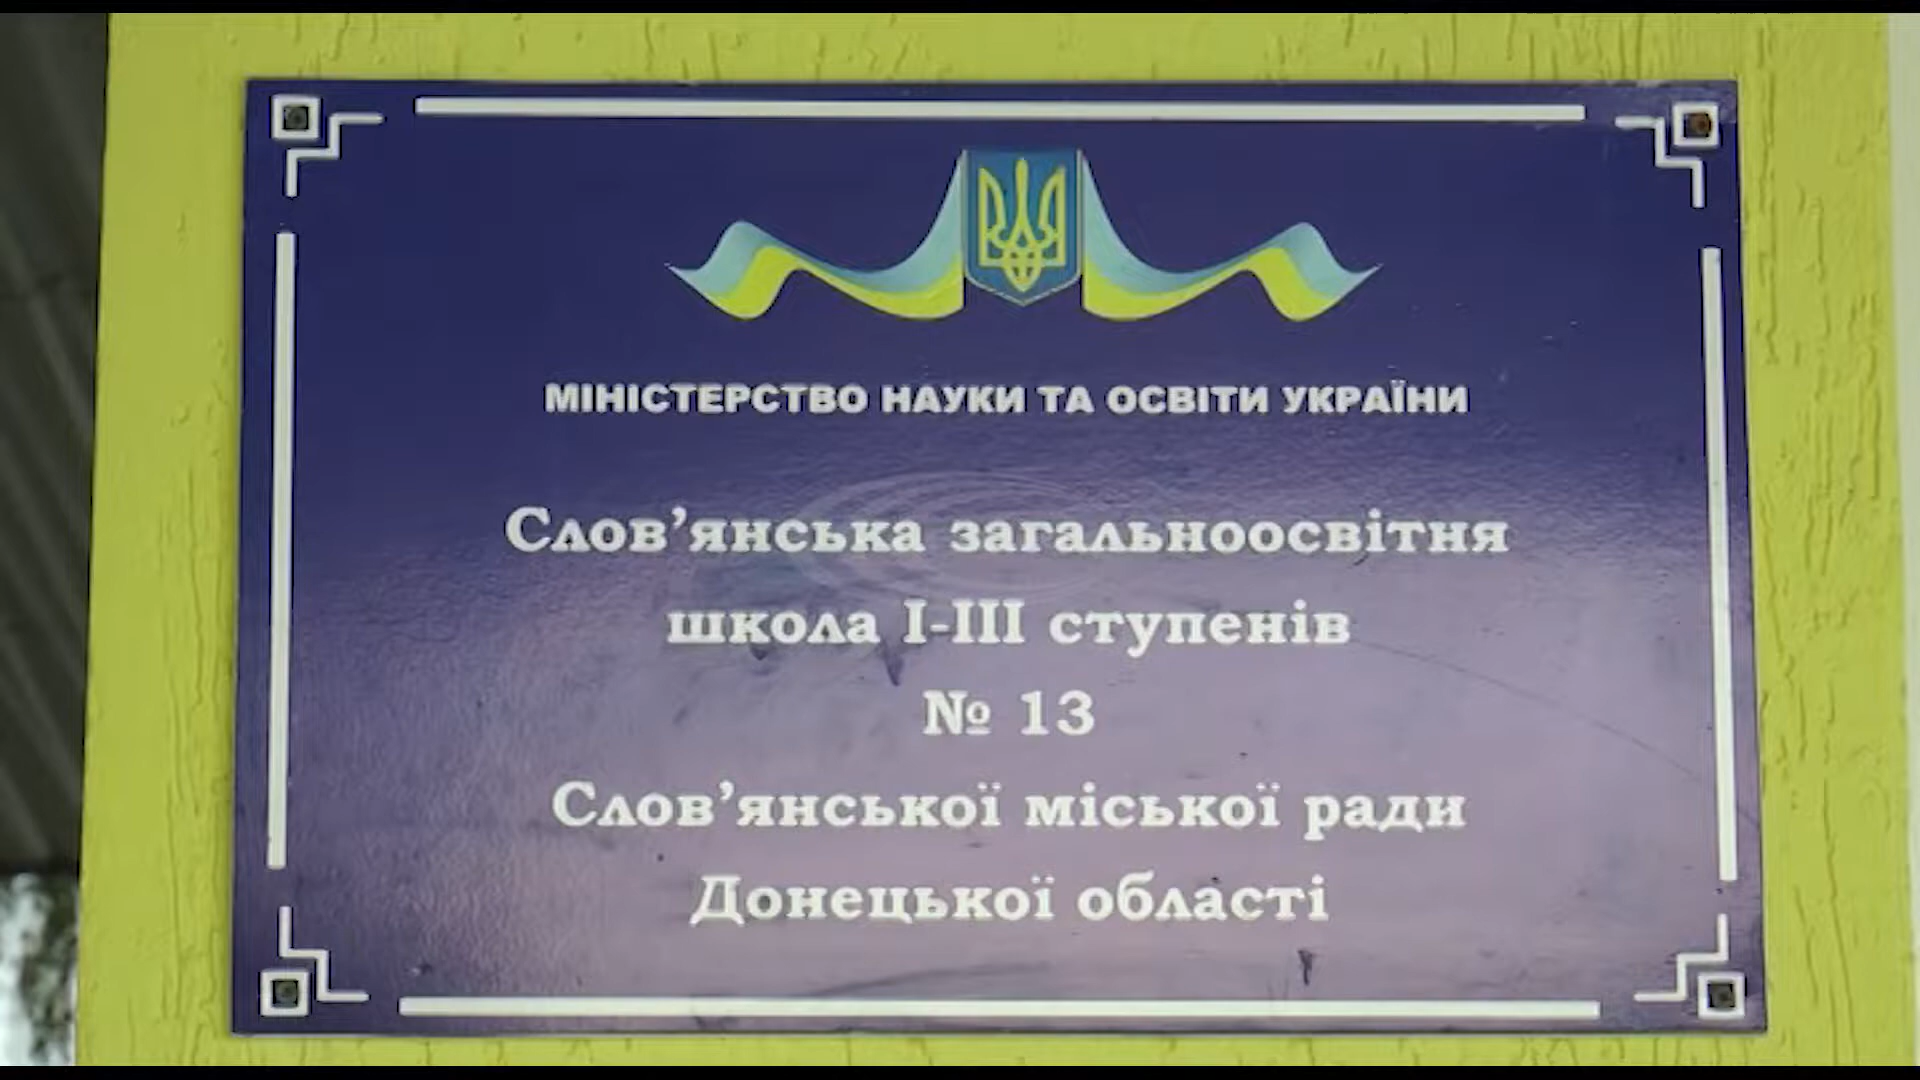 МІНІСТЕРСТВО НАУКИ ТА ОСВІТИ УКРАЇНИ
Слов’янська загальноосвітня
школа I-III ступенів
№ 13
Слов’янської міської ради
Донецької області